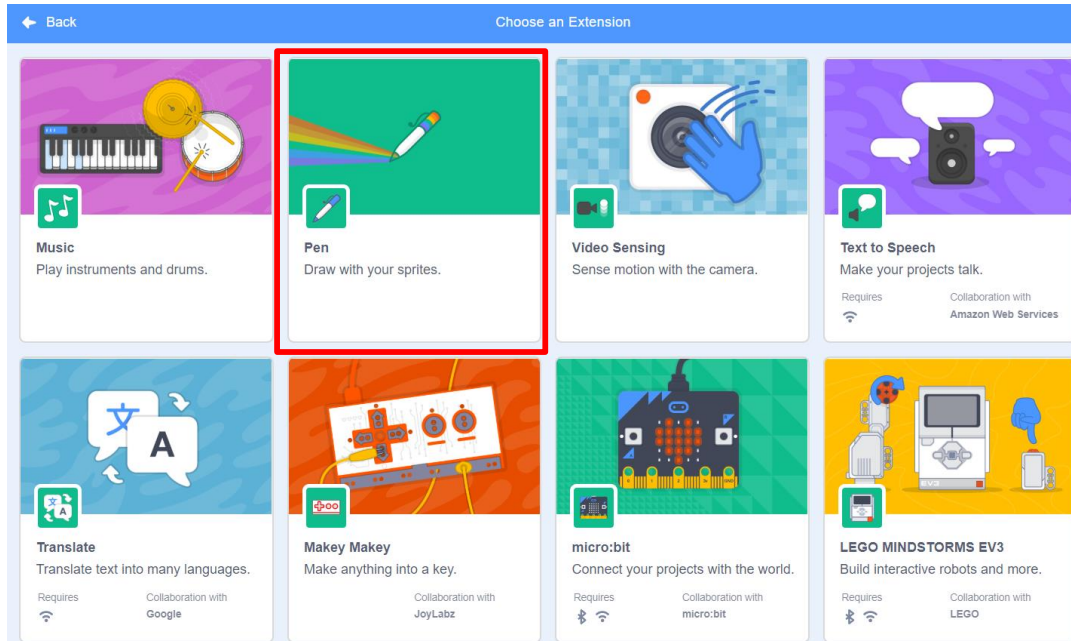 Back
Choose an Extension
Music
Play instruments and drums.
Pen
Draw with your sprites.
Video Sensing
Sense motion with the camera.
Text to Speech
Make your projects talk.
Requires
Collaboration with
Amazon Web Services
Translate
Translate text into many languages.
Requires
Collaboration with
Google
Makey Makey
Make anything into a key.
Collaboration with
JoyLabz
micro:bit
Connect your projects with the world.
Requires
Collaboration with
micro:bit
LEGO MINDSTORMS EV3
Build interactive robots and more.
Requires
Collaboration with
LEGO
文
A
EV3